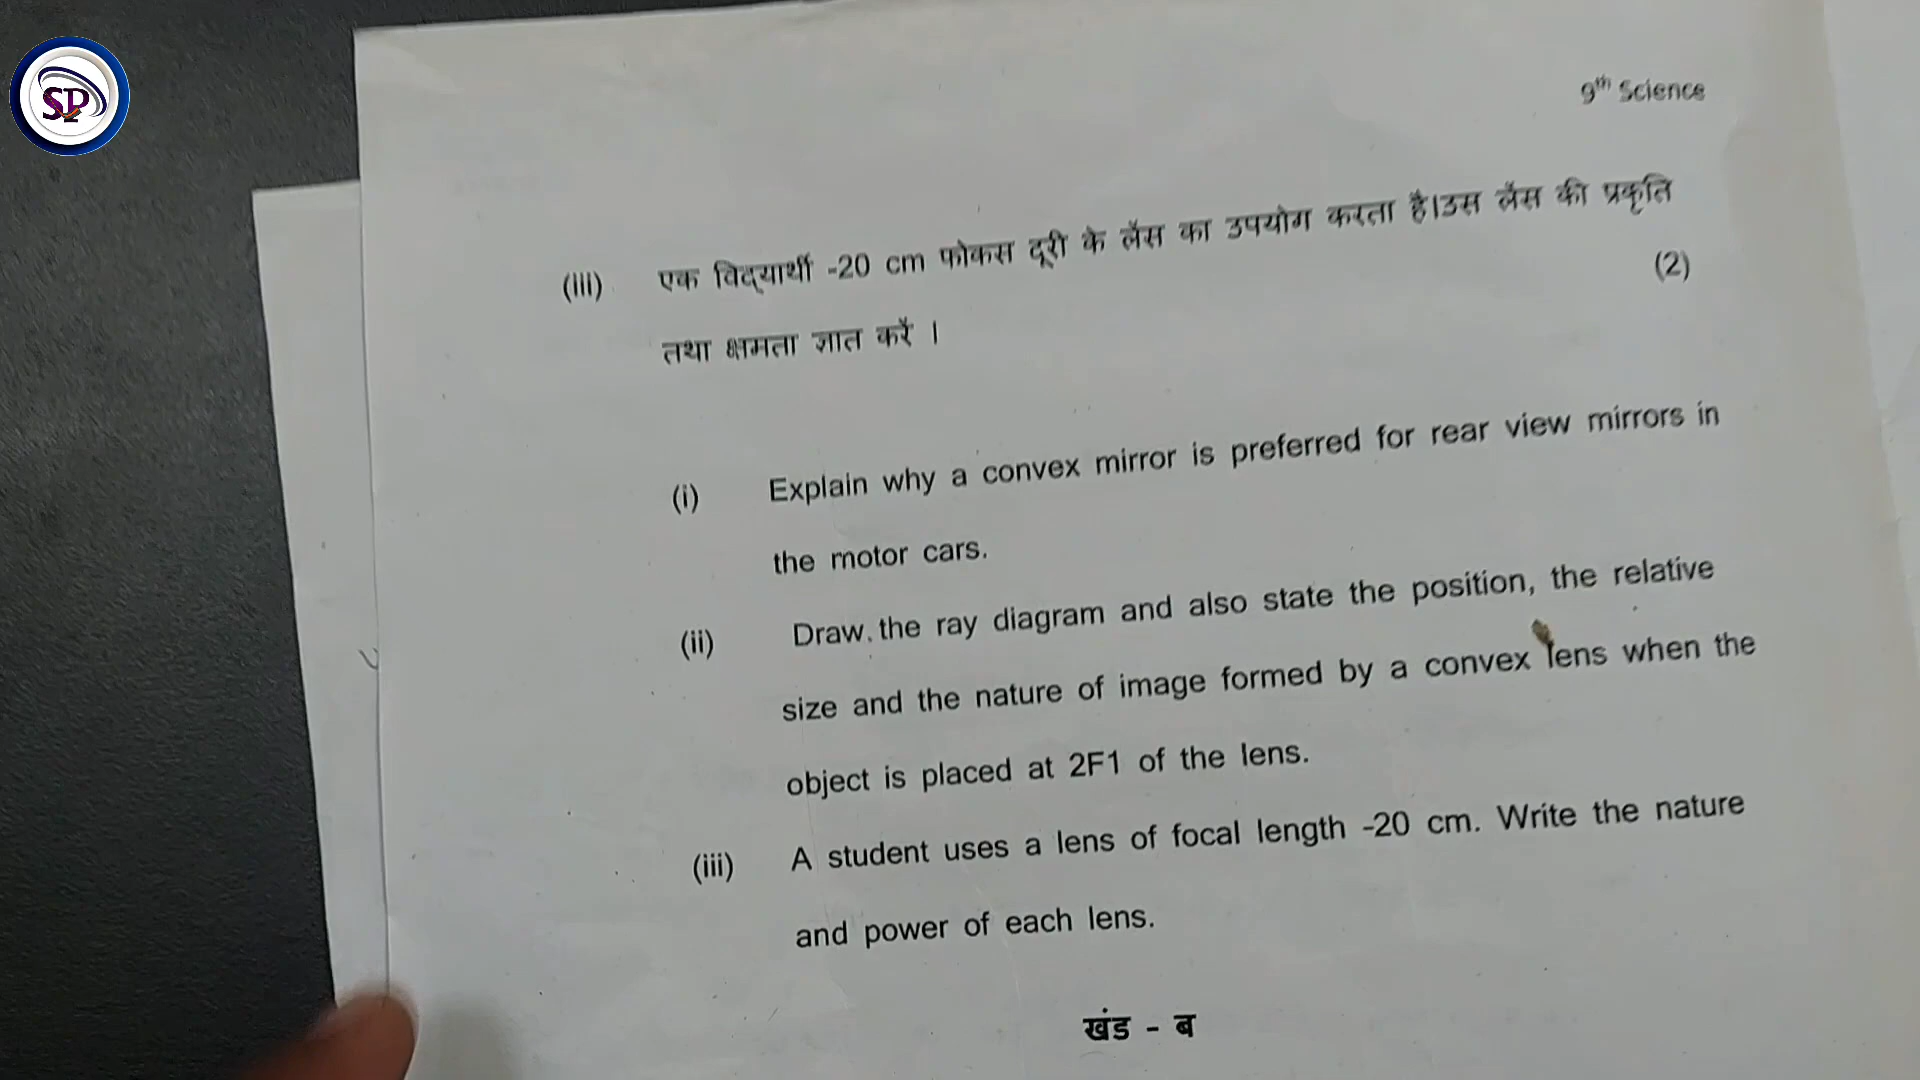 SP
9th Science
(iii) एक विद्यार्थी -20 cm फोकस दूरी के लेंस का उपयोग करता है।उस लेंस की प्रकृति
(2)
तथा क्षमता ज्ञात करें ।
(i) Explain why a convex mirror is preferred for rear view mirrors in
the motor cars.
(ii) Draw the ray diagram and also state the position, the relative
size and the nature of image formed by a convex lens when the
object is placed at 2F1 of the lens.
(iii) A student uses a lens of focal length -20 cm. Write the nature
and power of each lens.
खंड - ब